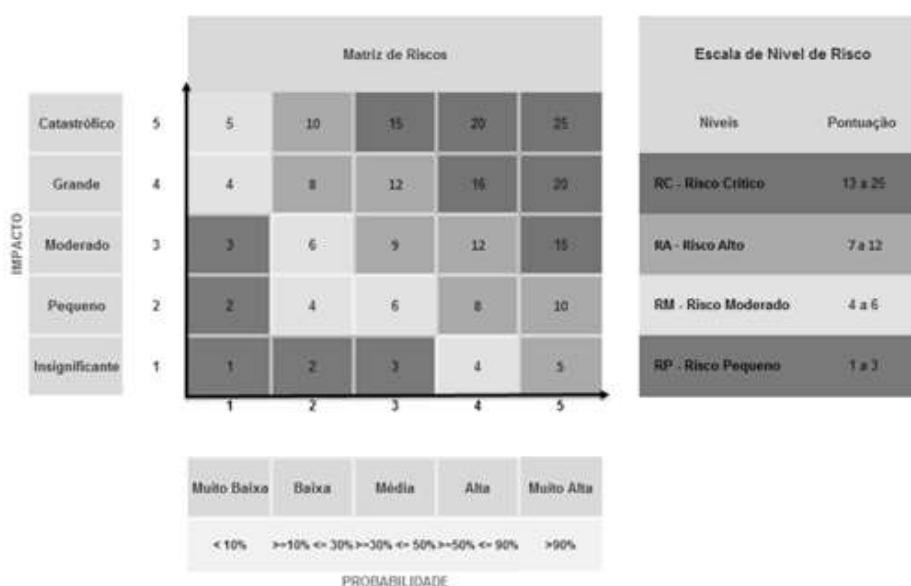 Matriz de Riscos
Escala de Nível de Risco
Níveis Pontuação
Catastrófico 5 5 10 15 20 25
RC - Risco Crítico 13 a 25
Grande 4 4 8 12 16 20
RA - Risco Alto 7 a 12
Moderado 3 3 6 9 12 15
RM - Risco Moderado 4 a 6
Pequeno 2 2 4 6 8 10
RP - Risco Pequeno 1 a 3
Insignificante 1 1 2 3 4 5
IMPACTO
1 2 3 4 5
Muito Baixa Baixa Média Alta Muito Alta
< 10% >=10% <= 30% >=30% <= 50% >=50% <= 90% >90%
PROBABILIDADE